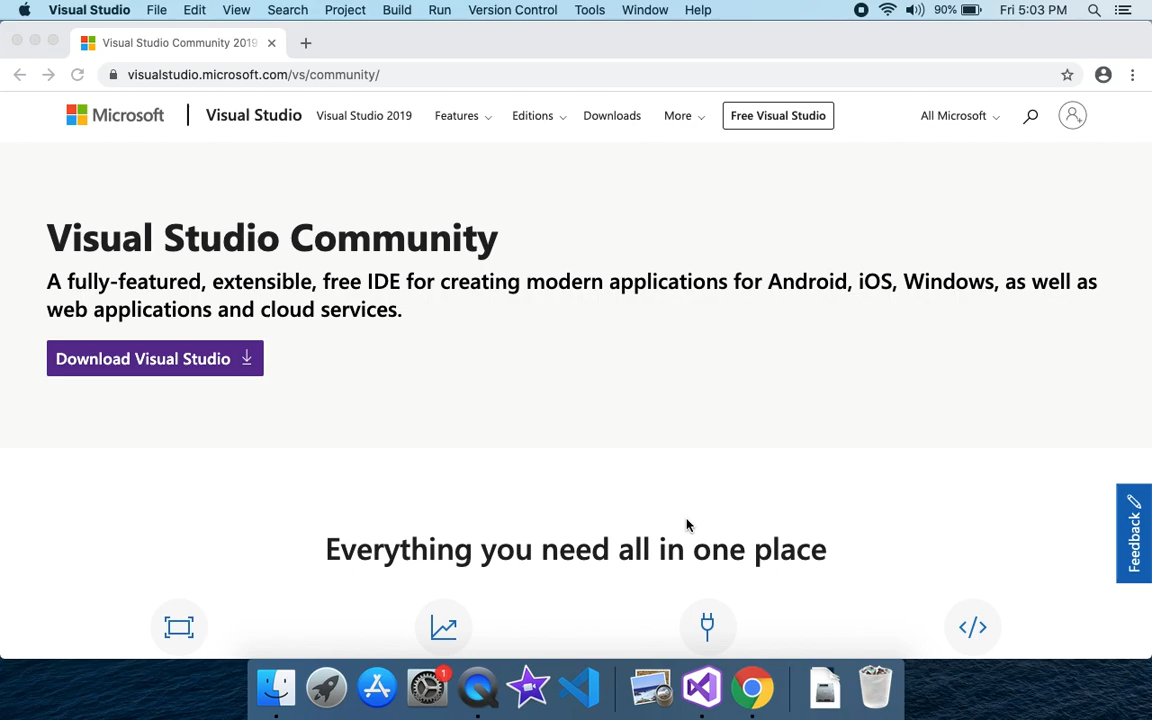 Visual Studio File Edit View Search Project Build Run Version Control Tools Window Help 90% Fri 5:03 PM
Visual Studio Community 2019
visualstudio.microsoft.com/vs/community/
Microsoft Visual Studio Visual Studio 2019 Features Editions Downloads More Free Visual Studio All Microsoft
Visual Studio Community
A fully-featured, extensible, free IDE for creating modern applications for Android, iOS, Windows, as well as
web applications and cloud services.
Download Visual Studio
Feedback
Everything you need all in one place
1